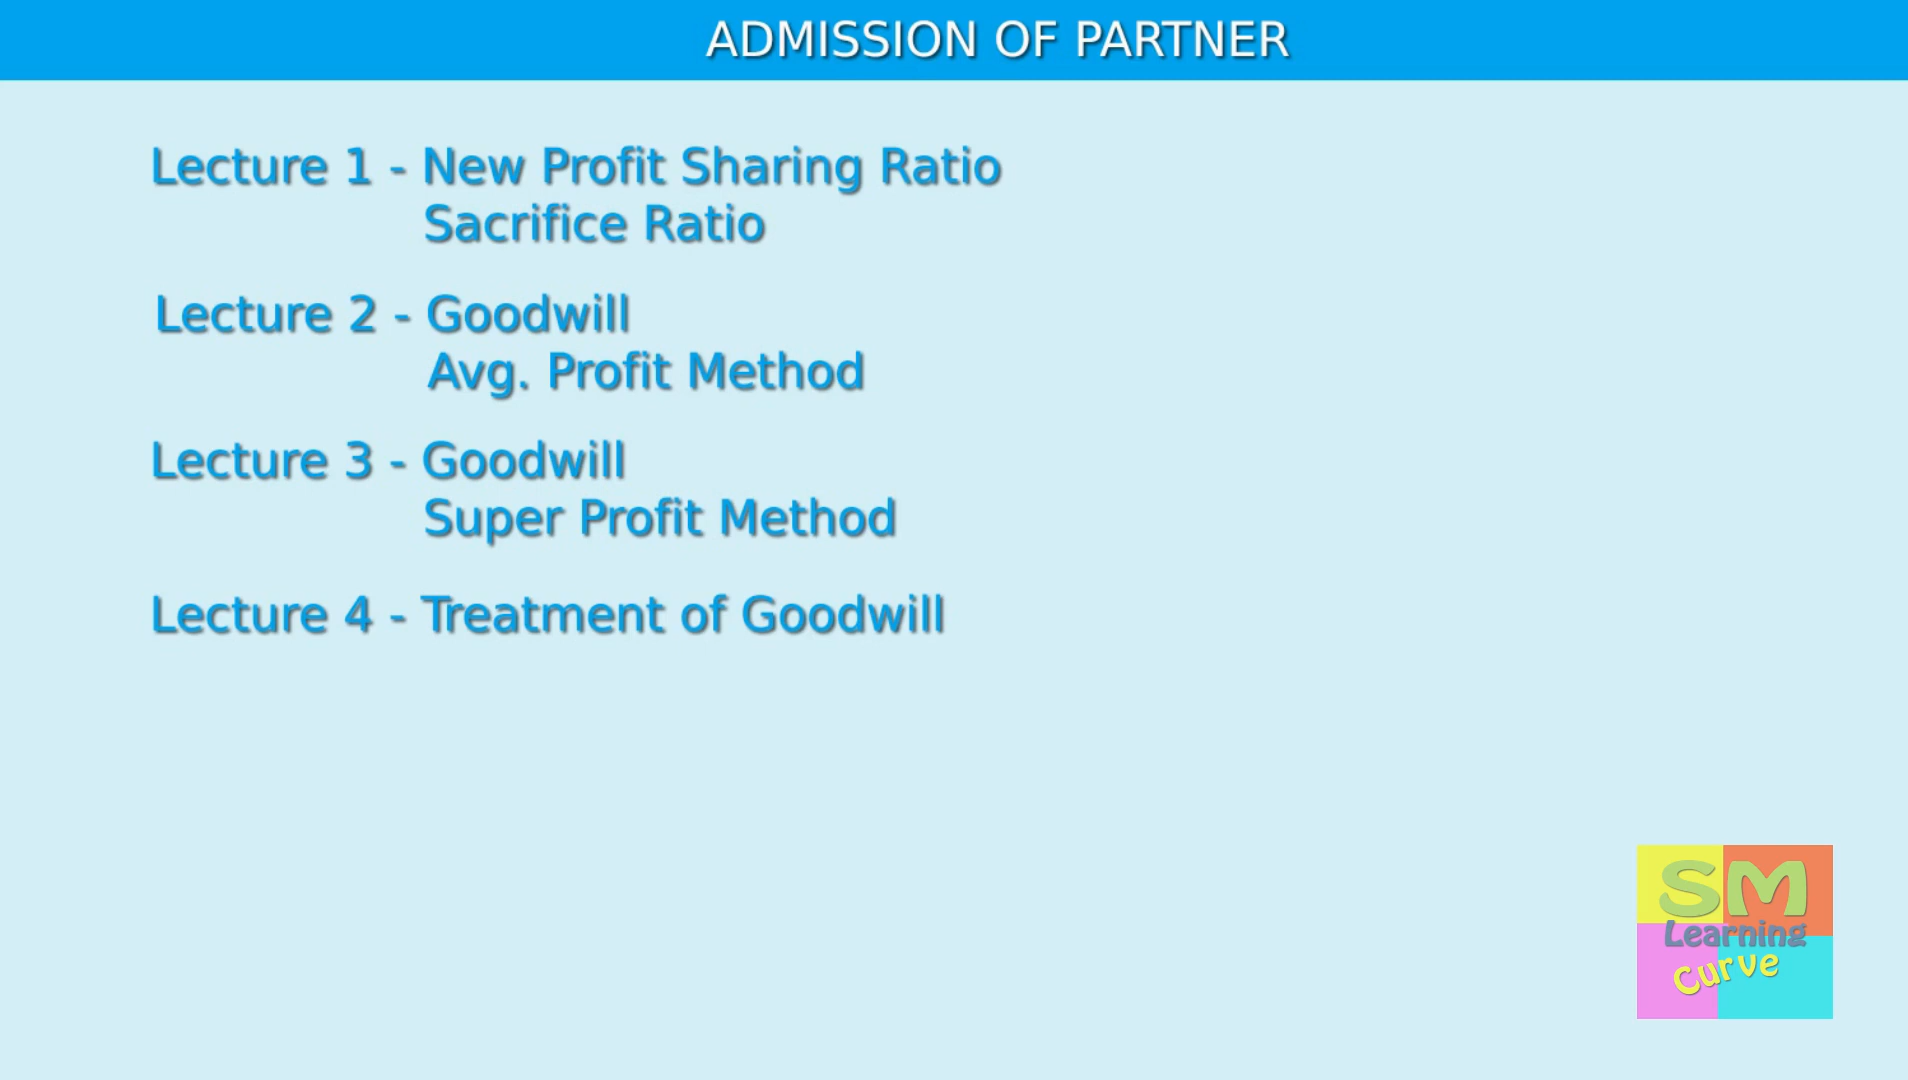 ADMISSION OF PARTNER
Lecture 1 - New Profit Sharing Ratio
Sacrifice Ratio
Lecture 2 - Goodwill
Avg. Profit Method
Lecture 3 - Goodwill
Super Profit Method
Lecture 4 - Treatment of Goodwill
SM
Learning
Curve